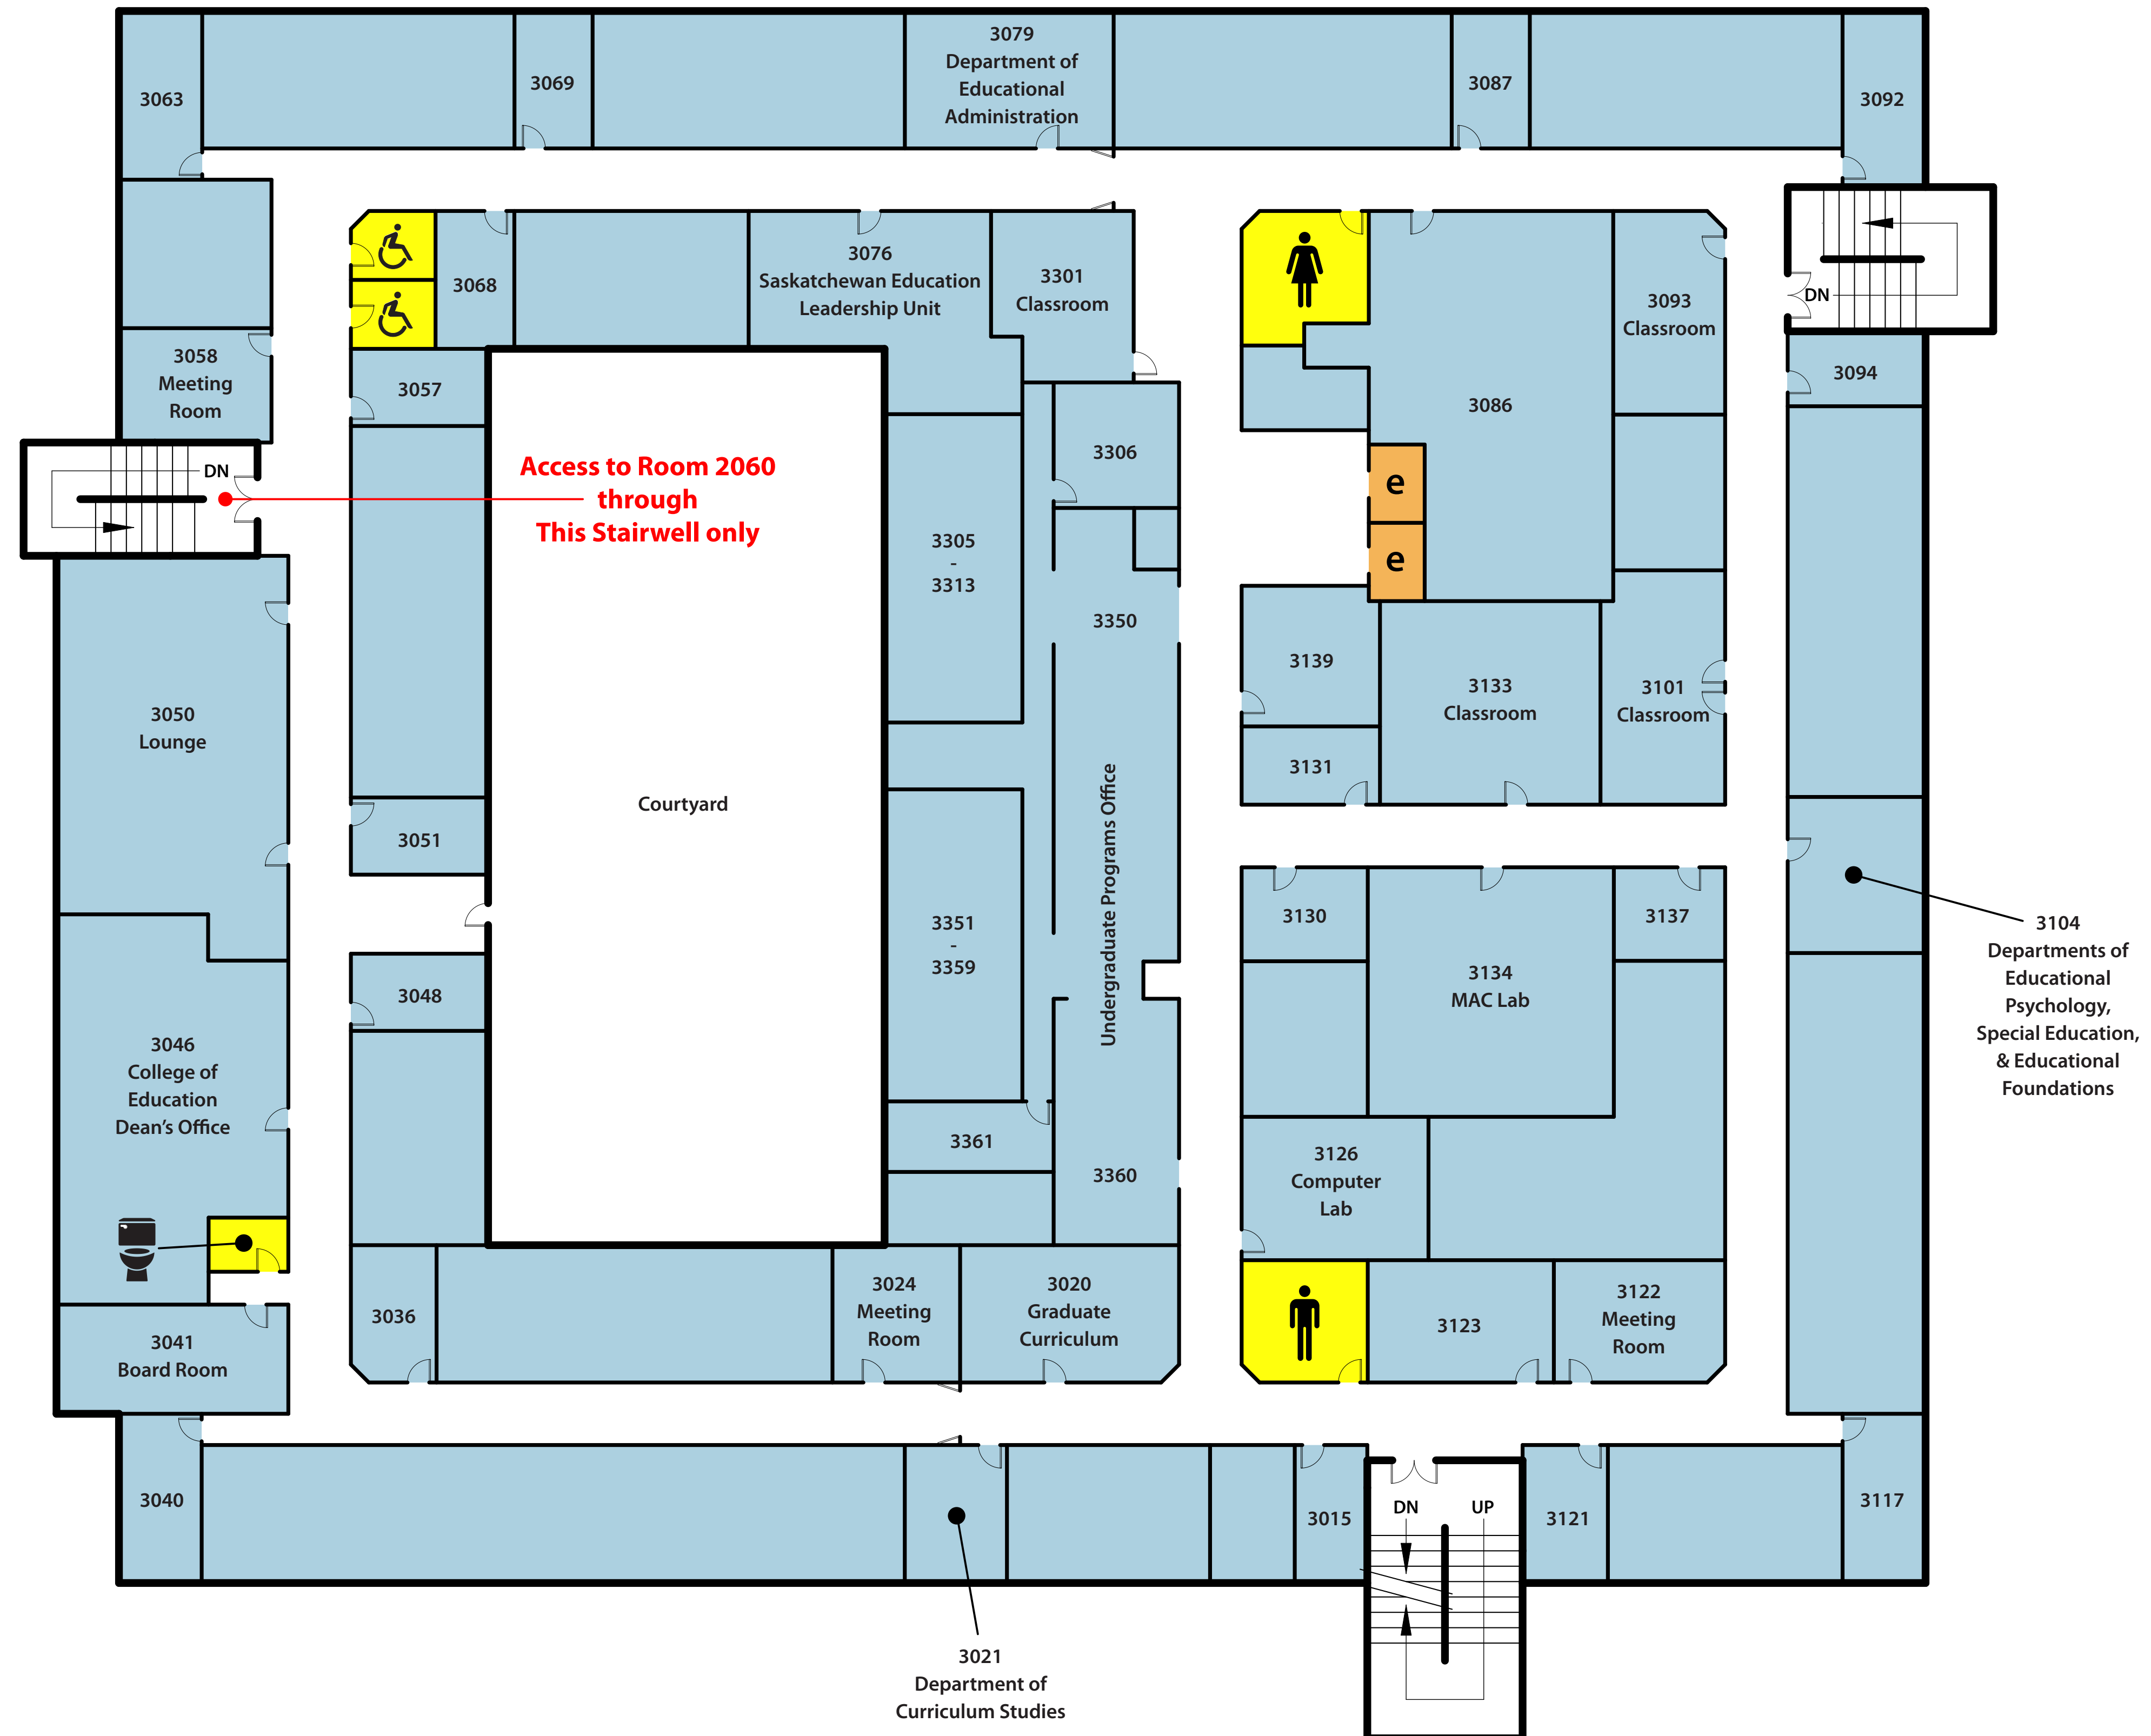 3079
Department of
Educational
Administration
3063
3069
3087
3092
3068
3076
Saskatchewan Education
Leadership Unit
3301
Classroom
3093
Classroom
DN
3058
Meeting
Room
3057
3094
3086
3306
DN
Access to Room 2060
through
This Stairwell only
e
e
3305
-
3313
3350
3139
3133
Classroom
3101
Classroom
3050
Lounge
3131
Courtyard
3051
Undergraduate Programs Office
3351
-
3359
3130
3137
3104
Departments of
Educational
Psychology,
Special Education,
& Educational
Foundations
3134
MAC Lab
3048
3046
College of
Education
Dean's Office
3361
3360
3126
Computer
Lab
3024
Meeting
Room
3020
Graduate
Curriculum
3036
3123
3122
Meeting
Room
3041
Board Room
3040
3015
DN
UP
3121
3117
3021
Department of
Curriculum Studies